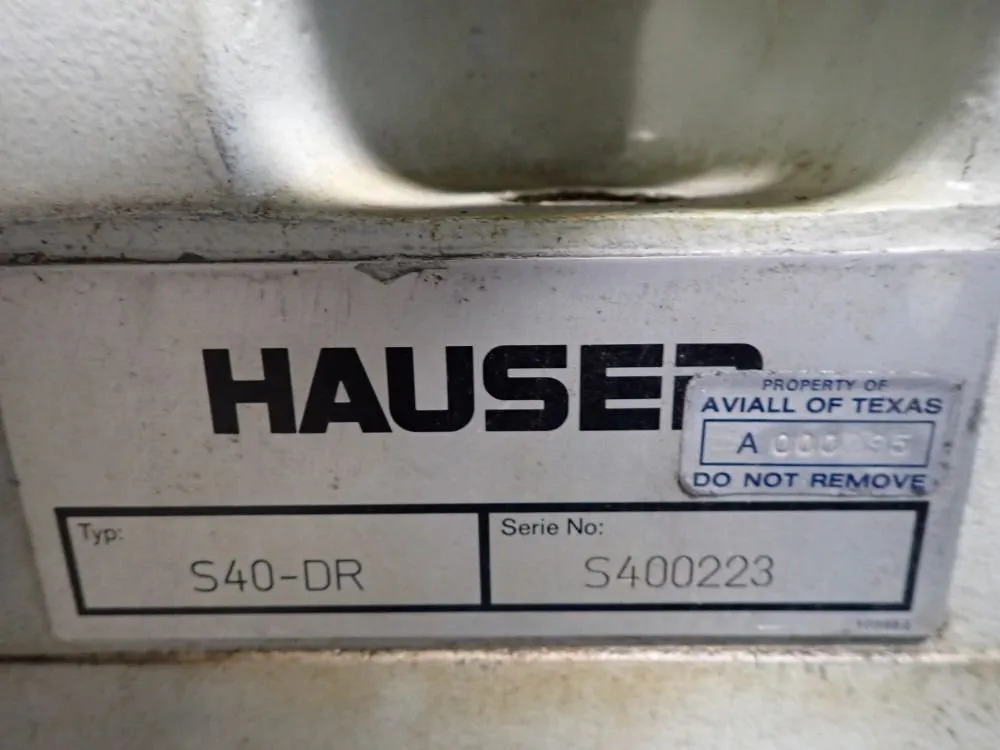 HAUSER
PROPERTY OF
AVIALL OF TEXAS
A
DO NOT REMOVE
Typ:
S40-DR
Serie No:
S400223